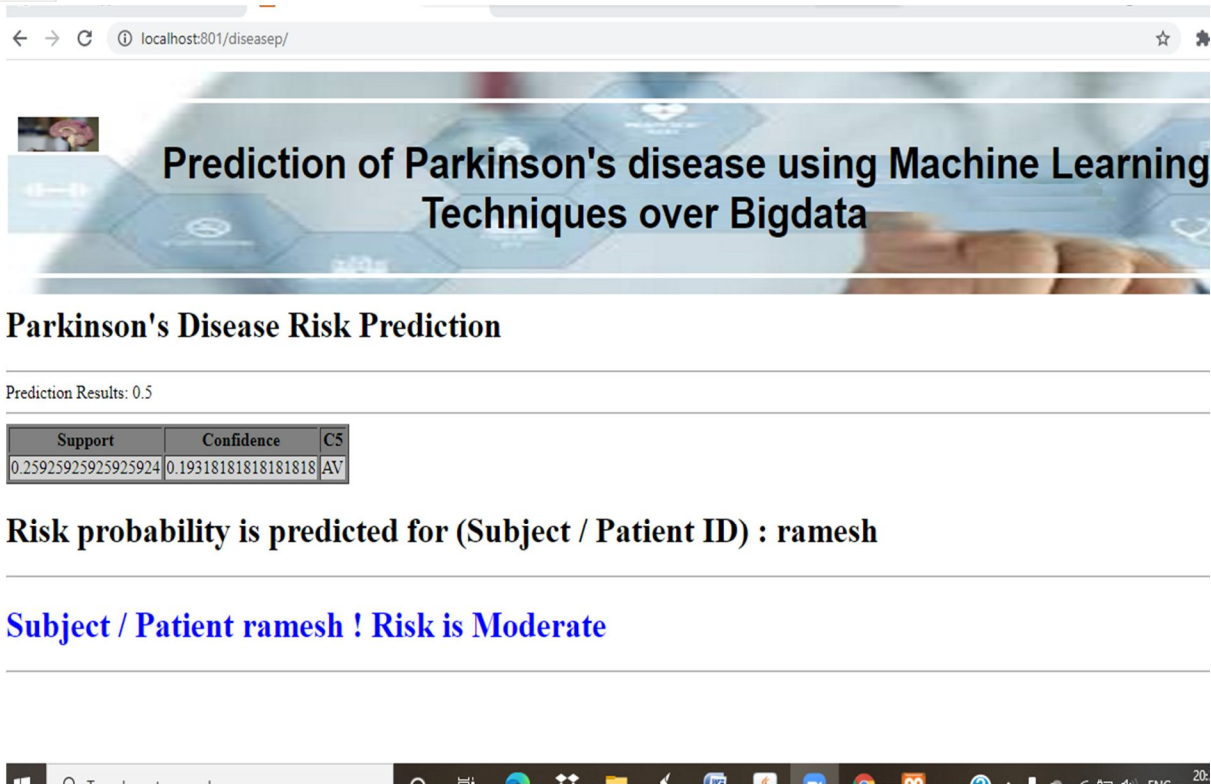 localhost:801/diseasep/
Prediction of Parkinson's disease using Machine Learning
Techniques over Bigdata
Parkinson's Disease Risk Prediction
Prediction Results: 0.5
Support Confidence C5
0.25925925925925924 0.19318181818181818 AV
Risk probability is predicted for (Subject / Patient ID) : ramesh
Subject / Patient ramesh ! Risk is Moderate
ENG